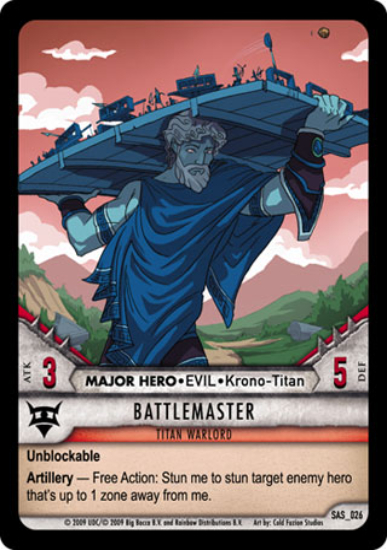 ATK 3 MAJOR HERO•EVIL•Krono-Titan 5 DEF
BATTLEMASTER
TITAN WARLORD
Unblockable
Artillery — Free Action: Stun me to stun target enemy hero
that's up to 1 zone away from me.
SAS_026
© 2009 UDC/© 2009 Big Bocca B.V. and Rainbow Distributions B.V. Art by: Cold Fusion Studios